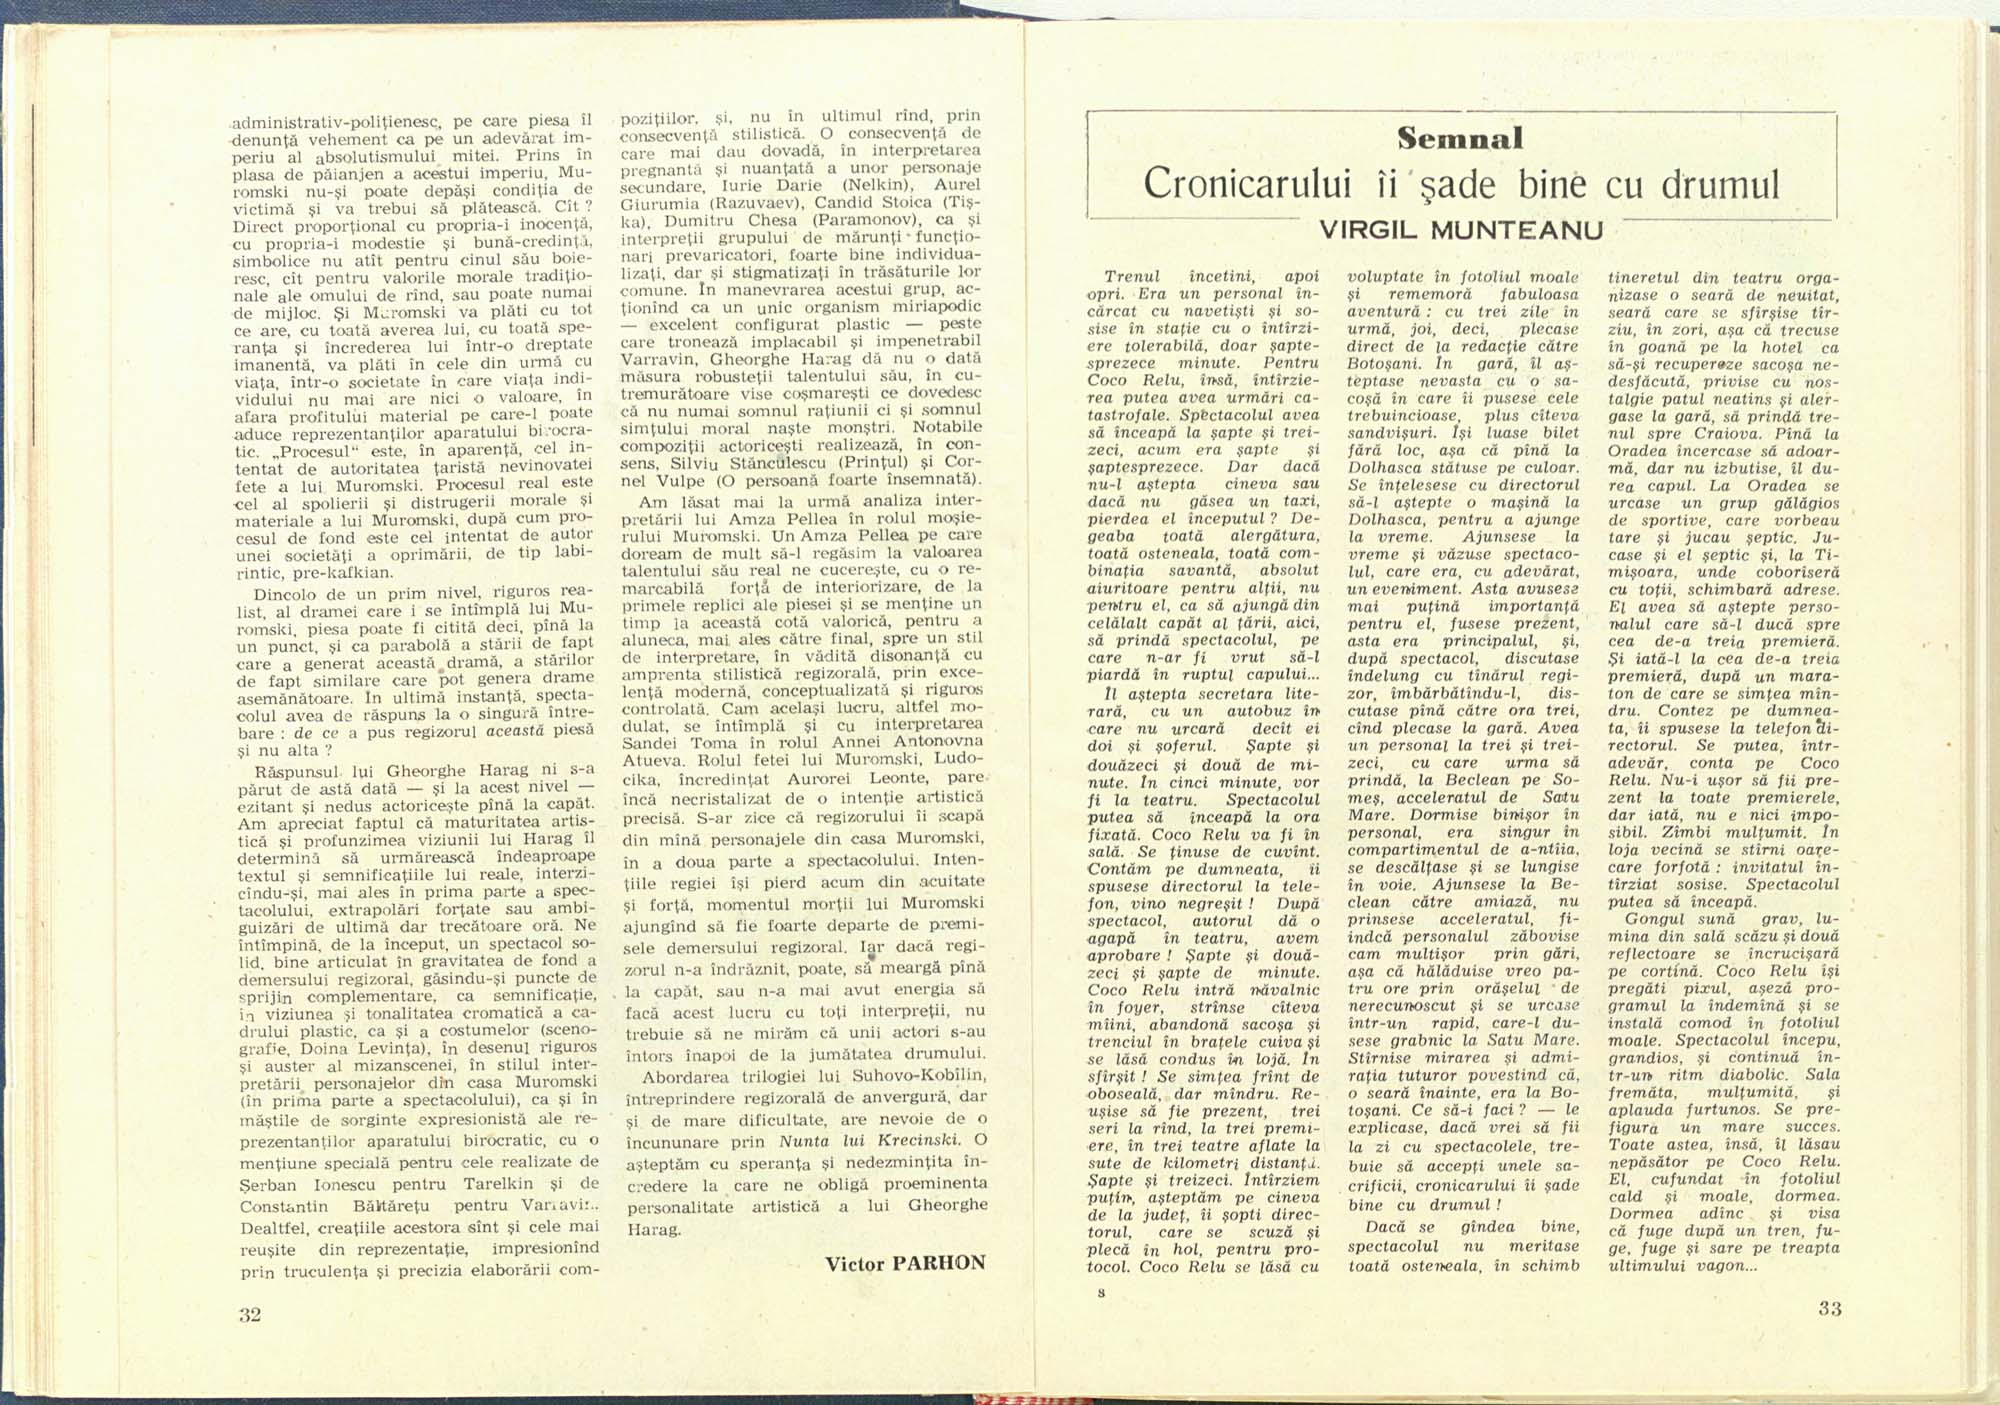 administrativ-polițienesc, pe care piesa îl
denunță vehement ca pe un adevărat im-
periu al absolutismului mitei. Prins în
plasa de păianjen a acestui imperiu, Mu-
romski nu-și poate depăși condiția de
victimă și va trebui să plătească. Cît ?
Direct proporțional cu propria-i inocență,
cu propria-i modestie și bună-credință,
simbolice nu atît pentru cinul său boie-
resc, cît pentru valorile morale tradițio-
nale ale omului de rînd, sau poate numai
de mijloc. Și Muromski va plăti cu tot
ce are, cu toată averea lui, cu toată spe-
ranța și încrederea lui într-o dreptate
imanentă, va plăti în cele din urmă cu
viața, într-o societate în care viața indi-
vidului nu mai are nici o valoare, în
afara profitului material pe care-l poate
aduce reprezentanților aparatului birocra-
tic. „Procesul“ este, în aparență, cel in-
tentat de autoritatea țaristă nevinovatei
fete a lui Muromski. Procesul real este
cel al spolierii și distrugerii morale și
materiale a lui Muromski, după cum pro-
cesul de fond este cel intentat de autor
unei societăți a oprimării, de tip labi-
rintic, pre-kafkian.
Dincolo de un prim nivel, riguros rea-
list, al dramei care i se întîmplă lui Mu-
romski, piesa poate fi citită deci, pînă la
un punct, și ca parabolă a stării de fapt
care a generat această dramă, a stărilor
de fapt similare care pot genera drame
asemănătoare. In ultimă instanță, specta-
colul avea de răspuns la o singură între-
bare : de ce a pus regizorul această piesă
și nu alta ?
Răspunsul lui Gheorghe Harag ni s-a
părut de astă dată — și la acest nivel —
ezitant și nedus actoricește pînă la capăt.
Am apreciat faptul că maturitatea artis-
tică și profunzimea viziunii lui Harag îl
determină să urmărească îndeaproape
textul și semnificațiile lui reale, interzi-
cîndu-și, mai ales în prima parte a spec-
tacolului, extrapolări forțate sau ambi-
guizări de ultimă dar trecătoare oră. Ne
întîmpină, de la început, un spectacol so-
lid, bine articulat în gravitatea de fond a
demersului regizoral, găsindu-și puncte de
sprijin complementare, ca semnificație,
în viziunea și tonalitatea cromatică a ca-
drului plastic, ca și a costumelor (sceno-
grafie, Doina Levința), în desenul riguros
și auster al mizanscenei, în stilul inter-
pretării personajelor din casa Muromski
(în prima parte a spectacolului), ca și în
măștile de sorginte expresionistă ale re-
prezentanților aparatului birocratic, cu o
mențiune specială pentru cele realizate de
Șerban Ionescu pentru Tarelkin și de
Constantin Băltărețu pentru Varravin.
Dealtfel, creațiile acestora sînt și cele mai
reușite din reprezentație, impresionînd
prin truculența și precizia elaborării com-
32
pozițiilor, și, nu în ultimul rînd, prin
consecvență stilistică. O consecvență de
care mai dau dovadă, în interpretarea
pregnantă și nuanțată a unor personaje
secundare, Iurie Darie (Nelkin), Aurel
Giurumia (Razuvaev), Candid Stoica (Tiș-
ka), Dumitru Chesa (Paramonov), ca și
interpreții grupului de mărunți funcțio-
nari prevaricatori, foarte bine individua-
lizați, dar și stigmatizați în trăsăturile lor
comune. In manevrarea acestui grup, ac-
ționînd ca un unic organism miriapodic
— excelent configurat plastic — peste
care tronează implacabil și impenetrabil
Varravin, Gheorghe Harag dă nu o dată
măsura robusteții talentului său, în cu-
tremurătoare vise coșmarești ce dovedesc
că nu numai somnul rațiunii ci și somnul
simțului moral naște monștri. Notabile
compoziții actoricești realizează, în con-
sens, Silviu Stănculescu (Prințul) și Cor-
nel Vulpe (O persoană foarte însemnată).
Am lăsat mai la urmă analiza inter-
pretării lui Amza Pellea în rolul moșie-
rului Muromski. Un Amza Pellea pe care
doream de mult să-l regăsim la valoarea
talentului său real ne cucerește, cu o re-
marcabilă forță de interiorizare, de la
primele replici ale piesei și se menține un
timp la această cotă valorică, pentru a
aluneca, mai ales către final, spre un stil
de interpretare, în vădită disonanță cu
amprenta stilistică regizorală, prin exce-
lență modernă, conceptualizată și riguros
controlată. Cam același lucru, altfel mo-
dulat, se întîmplă și cu interpretarea
Sandei Toma în rolul Annei Antonovna
Atueva. Rolul fetei lui Muromski, Ludo-
cika, încredințat Aurorei Leonte, pare
încă necristalizat de o intenție artistică
precisă. S-ar zice că regizorului îi scapă
din mînă personajele din casa Muromski,
în a doua parte a spectacolului. Inten-
țiile regiei își pierd acum din acuitate
și forță, momentul morții lui Muromski
ajungînd să fie foarte departe de premi-
sele demersului regizoral. Iar dacă regi-
zorul n-a îndrăznit, poate, să meargă pînă
la capăt, sau n-a mai avut energia să
facă acest lucru cu toți interpreții, nu
trebuie să ne mirăm că unii actori s-au
întors înapoi de la jumătatea drumului.
Abordarea trilogiei lui Suhovo-Kobîlin,
întreprindere regizorală de anvergură, dar
și de mare dificultate, are nevoie de o
încununare prin Nunta lui Krecinski. O
așteptăm cu speranța și nedezmințita în-
credere la care ne obligă proeminenta
personalitate artistică a lui Gheorghe
Harag.
Victor PARHON
Semnal
Cronicarului îi șade bine cu drumul
VIRGIL MUNTEANU
Trenul încetini, apoi
opri. Era un personal în-
cărcat cu navetiști și so-
sise în stație cu o întîrzi-
ere tolerabilă, doar șapte-
sprezece minute. Pentru
Coco Relu, însă, întîrzie-
rea putea avea urmări ca-
tastrofale. Spectacolul avea
să înceapă la șapte și trei-
zeci, acum era șapte și
șaptesprezece. Dar dacă
nu-l aștepta cineva sau
dacă nu găsea un taxi,
pierdea el începutul ? De-
geaba toată alergătura,
toată osteneala, toată com-
binația savantă, absolut
aiuritoare pentru alții, nu
pentru el, ca să ajungă din
celălalt capăt al țării, aici,
să prindă spectacolul, pe
care n-ar fi vrut să-l
piardă în ruptul capului...
Il aștepta secretara lite-
rară, cu un autobuz în
care nu urcară decît ei
doi și șoferul. Șapte și
douăzeci și două de mi-
nute. In cinci minute, vor
fi la teatru. Spectacolul
putea să înceapă la ora
fixată. Coco Relu va fi în
sală. Se ținuse de cuvînt.
Contăm pe dumneata, îi
spusese directorul la tele-
fon, vino negreșit ! După
spectacol, autorul dă o
agapă în teatru, avem
aprobare ! Șapte și două-
zeci și șapte de minute.
Coco Relu intră năvalnic
în foyer, strînse cîteva
mîini, abandonă sacoșa și
trenciul în brațele cuiva și
se lăsă condus în lojă. In
sfîrșit ! Se simțea frînt de
oboseală, dar mîndru. Re-
ușise să fie prezent, trei
seri la rînd, la trei premi-
ere, în trei teatre aflate la
sute de kilometri distanță.
Șapte și treizeci. Intîrziem
puțin, așteptăm pe cineva
de la județ, îi șopti direc-
torul, care se scuză și
plecă în hol, pentru pro-
tocol. Coco Relu se lăsă cu
8
voluptate în fotoliul moale
și rememoră fabuloasa
aventură : cu trei zile în
urmă, joi, deci, plecase
direct de la redacție către
Botoșani. In gară, îl aș-
teptase nevasta cu o sa-
coșă în care îi pusese cele
trebuincioase, plus cîteva
sandvișuri. Iși luase bilet
fără loc, așa că pînă la
Dolhasca stătuse pe culoar.
Se înțelesese cu directorul
să-l aștepte o mașină la
Dolhasca, pentru a ajunge
la vreme. Ajunsese la
vreme și văzuse spectaco-
lul, care era, cu adevărat,
un eveniment. Asta avusese
mai puțină importanță
pentru el, fusese prezent,
asta era principalul, și,
după spectacol, discutase
îndelung cu tînărul regi-
zor, îmbărbătîndu-l, dis-
cutase pînă către ora trei,
cînd plecase la gară. Avea
un personal la trei și trei-
zeci, cu care urma să
prindă, la Beclean pe So-
meș, acceleratul de Satu
Mare. Dormise binișor în
personal, era singur în
compartimentul de a-ntîia,
se descălțase și se lungise
în voie. Ajunsese la Be-
clean către amiază, nu
prinsese acceleratul, fi-
indcă personalul zăbovise
cam multișor prin gări,
așa că hălăduise vreo pa-
tru ore prin orășelul de
nerecunoscut și se urcase
într-un rapid, care-l du-
sese grabnic la Satu Mare.
Stîrnise mirarea și admi-
rația tuturor povestind că,
o seară înainte, era la Bo-
toșani. Ce să-i faci ? — le
explicase, dacă vrei să fii
la zi cu spectacolele, tre-
buie să accepți unele sa-
crificii, cronicarului îi șade
bine cu drumul !
Dacă se gîndea bine,
spectacolul nu meritase
toată osteneala, în schimb
tineretul din teatru orga-
nizase o seară de neuitat,
seară care se sfîrșise tîr-
ziu, în zori, așa că trecuse
în goană pe la hotel ca
să-și recupereze sacoșa ne-
desfăcută, privise cu nos-
talgie patul neatins și aler-
gase la gară, să prindă tre-
nul spre Craiova. Pînă la
Oradea încercase să adoar-
mă, dar nu izbutise, îl du-
rea capul. La Oradea se
urcase un grup gălăgios
de sportive, care vorbeau
tare și jucau șeptic. Ju-
case și el șeptic și, la Ti-
mișoara, unde coborîseră
cu toții, schimbară adrese.
El avea să aștepte perso-
nalul care să-l ducă spre
cea de-a treia premieră.
Și iată-l la cea de-a treia
premieră, după un mara-
ton de care se simțea mîn-
dru. Contez pe dumnea-
ta, îi spusese la telefon di-
rectorul. Se putea, într-
adevăr, conta pe Coco
Relu. Nu-i ușor să fii pre-
zent la toate premierele,
dar iată, nu e nici impo-
sibil. Zîmbi mulțumit. In
loja vecină se stîrni oare-
care forfotă : invitatul în-
tîrziat sosise. Spectacolul
putea să înceapă.
Gongul sună grav, lu-
mina din sală scăzu și două
reflectoare se încrucișară
pe cortină. Coco Relu își
pregăti pixul, așeză pro-
gramul la îndemînă și se
instală comod în fotoliul
moale. Spectacolul începu,
grandios, și continuă în-
tr-un ritm diabolic. Sala
fremăta, mulțumită, și
aplauda furtunos. Se pre-
figura un mare succes.
Toate astea, însă, îl lăsau
nepăsător pe Coco Relu.
El, cufundat în fotoliul
cald și moale, dormea.
Dormea adînc și visa
că fuge după un tren, fu-
ge, fuge și sare pe treapta
ultimului vagon...
33